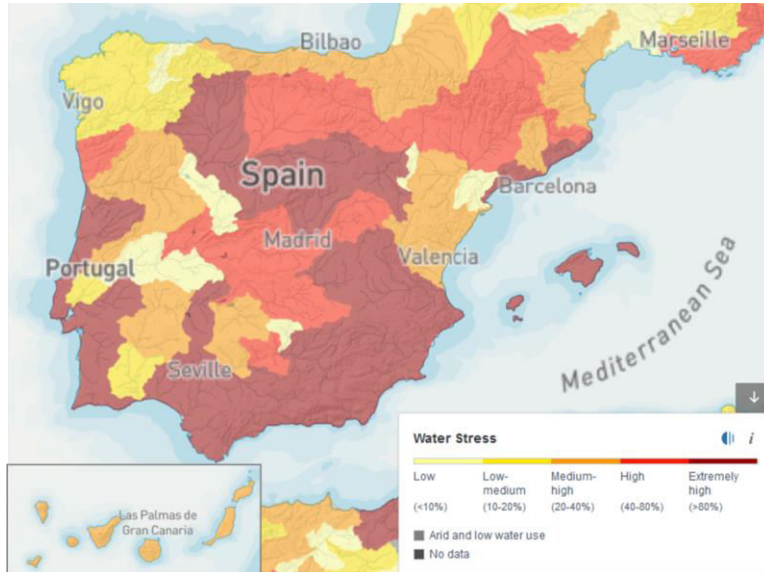 Bilbao
Marseille
Vigo
Spain
Barcelona
Madrid
Portugal
Valencia
Seville
Mediterranean Sea
Las Palmas de
Gran Canaria
Water Stress
i
Low
Low-
medium
Medium-
high
High
Extremely
high
(<10%)
(10-20%)
(20-40%)
(40-80%)
(>80%)
Arid and low water use
No data